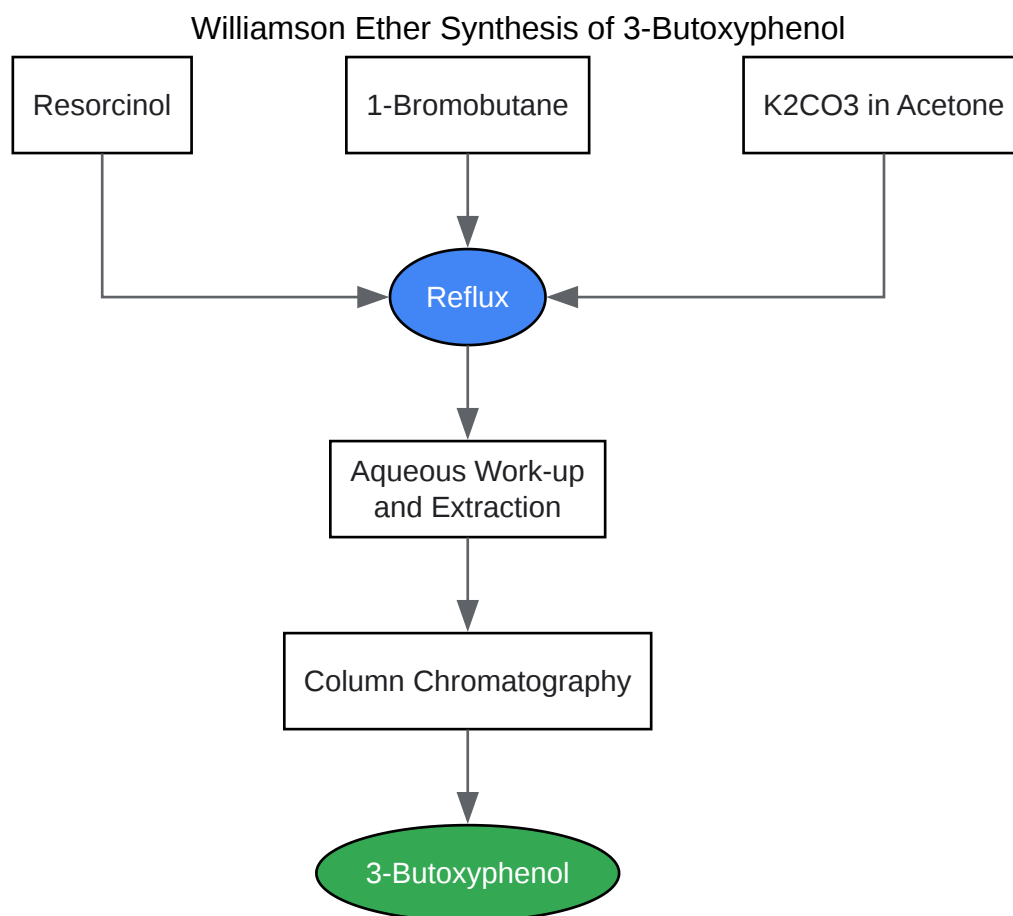 Williamson Ether Synthesis of 3-Butoxyphenol
Resorcinol
1-Bromobutane
K2CO3 in Acetone
Reflux
Aqueous Work-up
and Extraction
Column Chromatography
3-Butoxyphenol